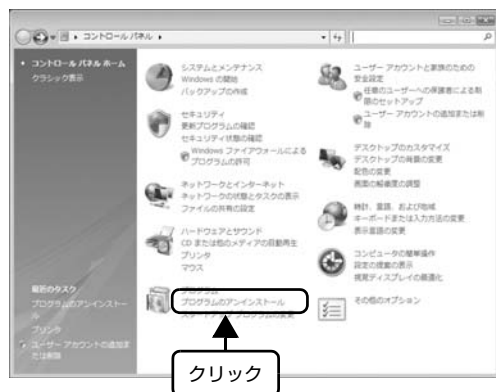 コントロール パネル
コントロール パネル ホーム
クラシック表示
システムとメンテナンス
Windows の開始
バックアップの作成
セキュリティ
更新プログラムの確認
セキュリティ状態の確認
Windows ファイアウォールによる
プログラムの許可
ネットワークとインターネット
ネットワークの状態とタスクの表示
ファイルの共有の設定
ハードウェアとサウンド
CD または他のメディアの自動再生
プリンタ
マウス
プログラム
プログラムのアンインストール
スタートアップ プログラムの変更
ユーザー アカウントと家族のための
安全設定
任意のユーザーへの保護者による制
限のセットアップ
ユーザー アカウントの追加または削
除
デスクトップのカスタマイズ
デスクトップの背景の変更
配色の変更
画面の解像度の調整
時計、言語、および地域
キーボードまたは入力方法の変更
表示言語の変更
コンピュータの簡単操作
設定の提案の表示
視覚ディスプレイの最適化
その他のオプション
最近のタスク
プログラムのアンインストー
ル
プリンタ
ユーザー アカウントの追加ま
たは削除
クリック